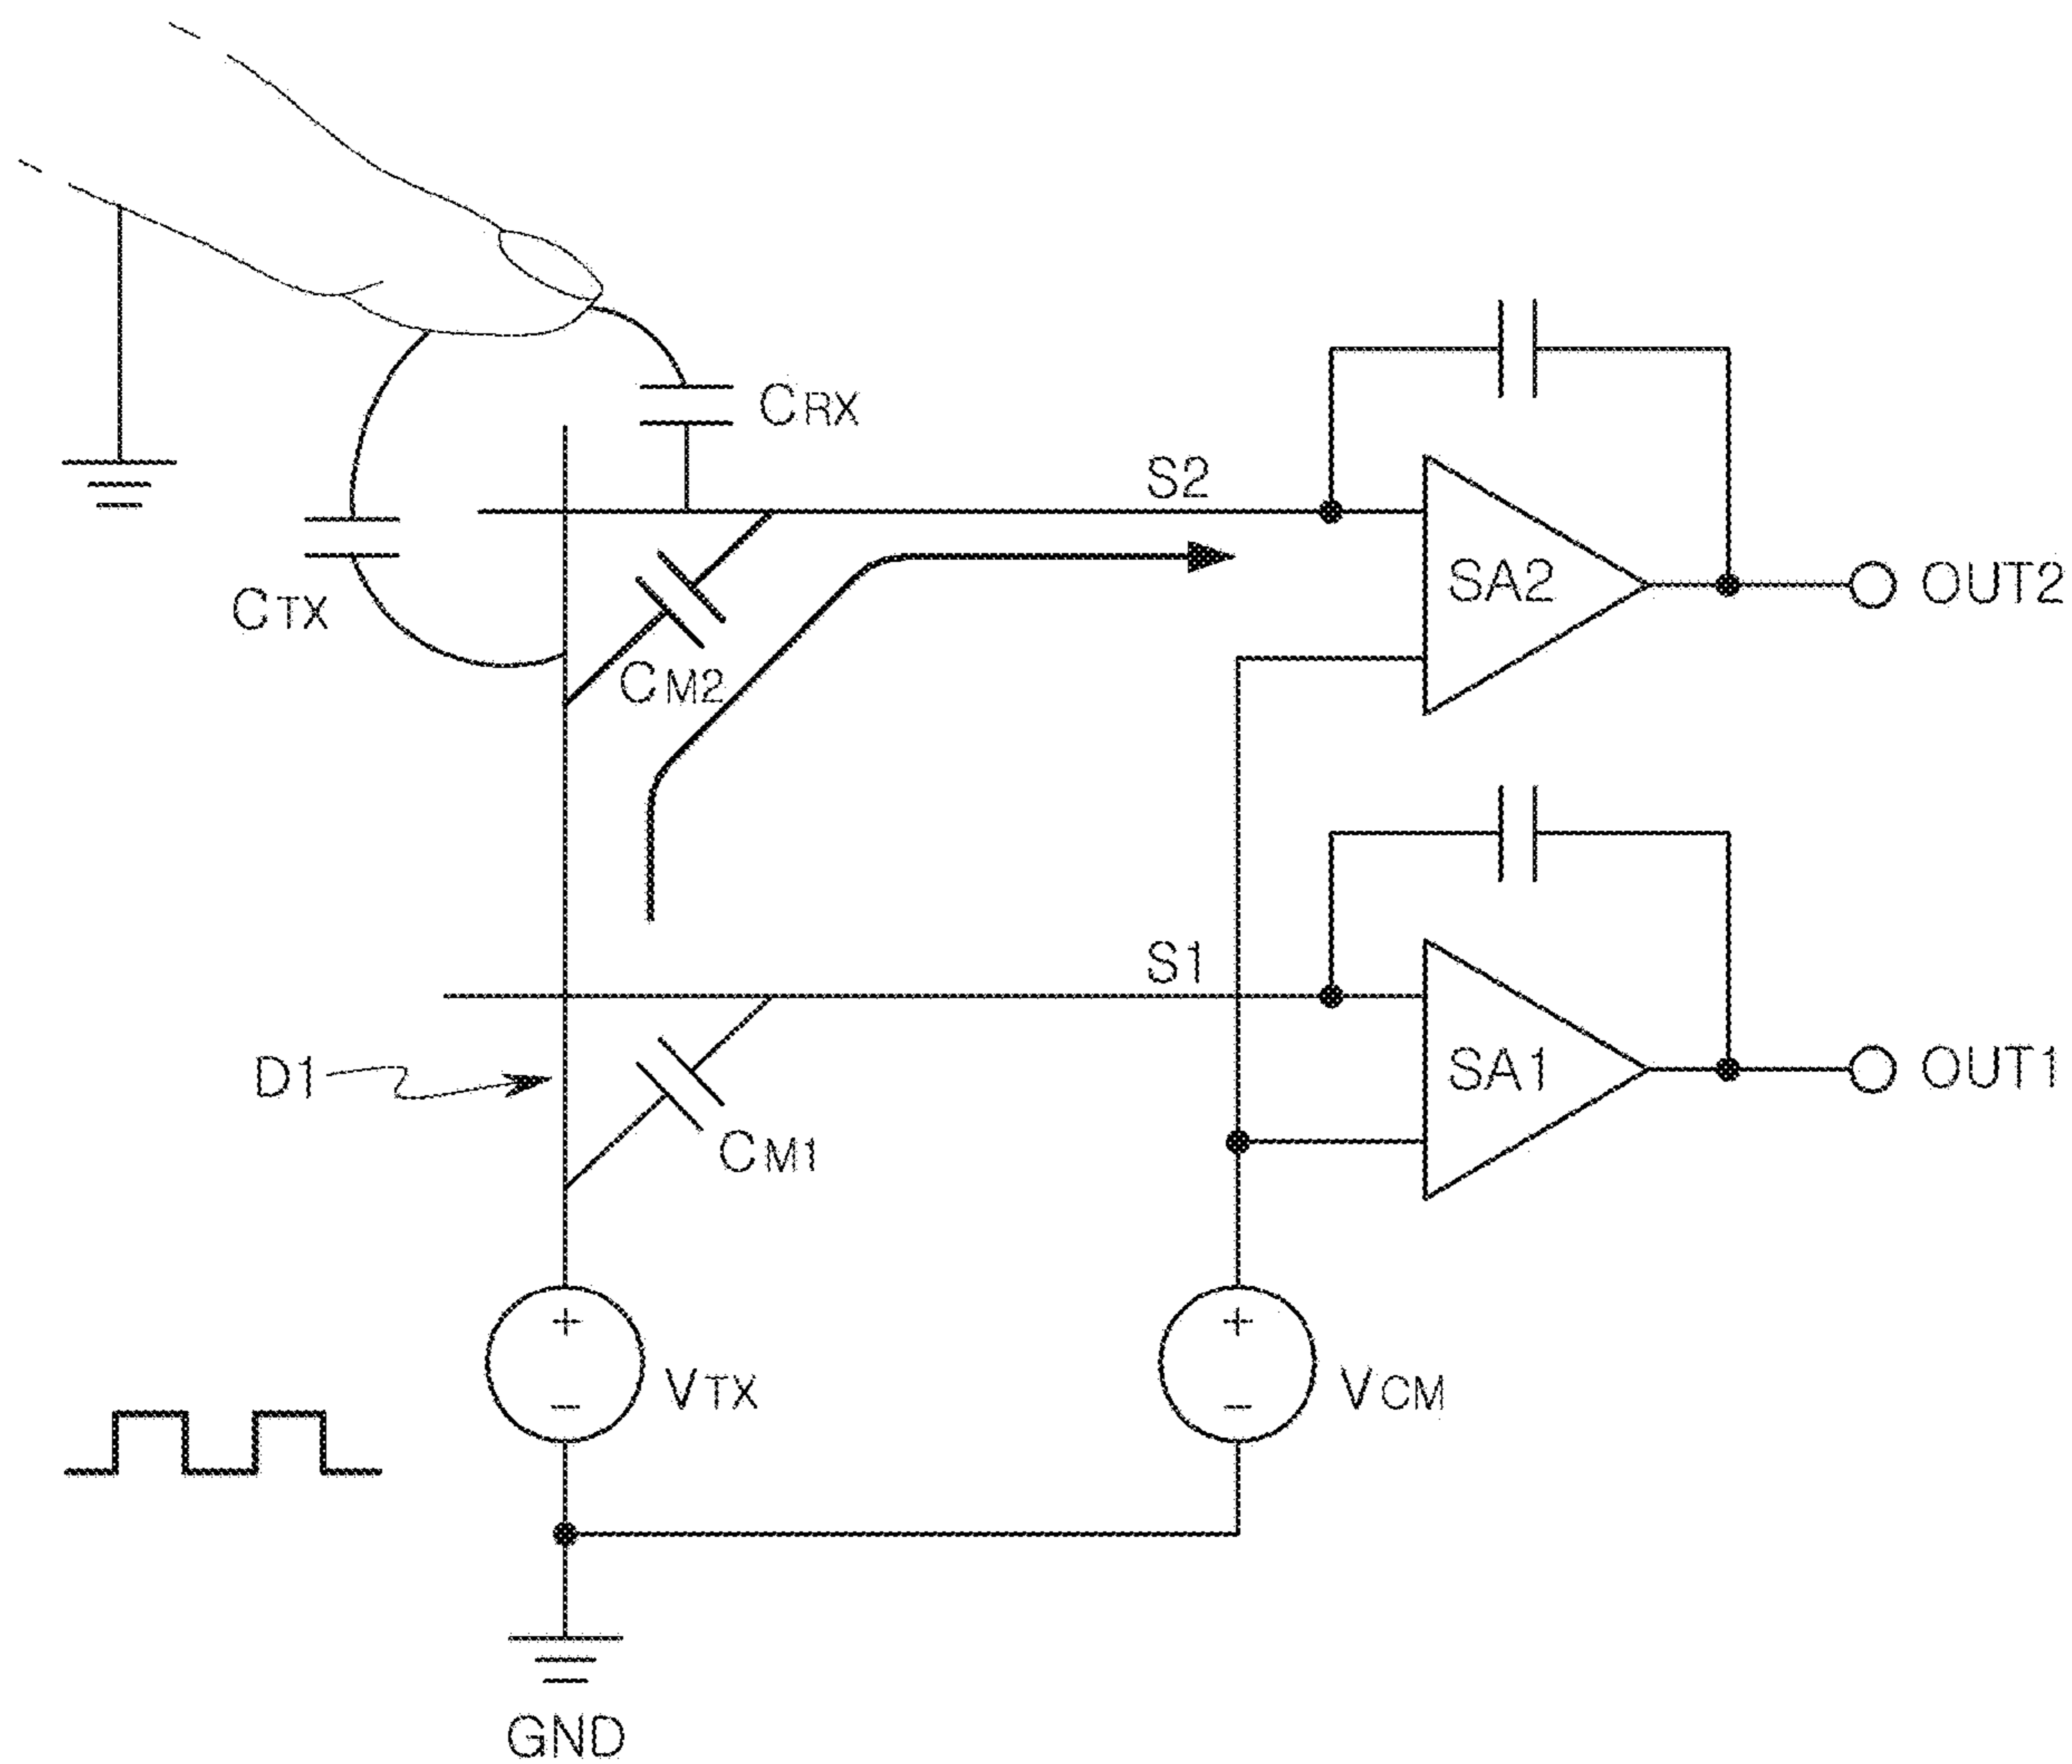 CRX
S2
SA2
OUT2
CTX
CM2
S1
D1
SA1
OUT1
CM1
+
+
VTX
VCM
−
−
GND